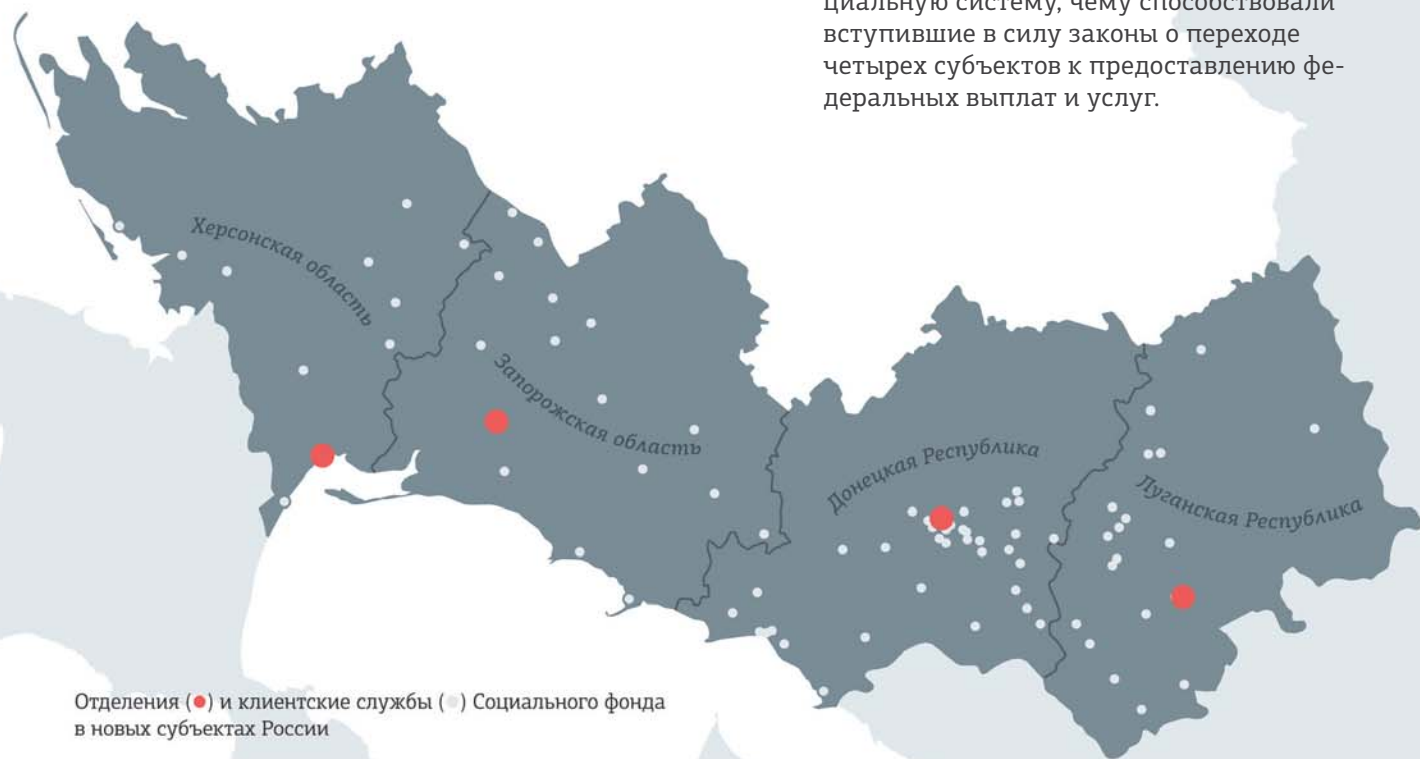 циальную систему, чему способствовали
вступившие в силу законы о переходе
четырех субъектов к предоставлению фе-
деральных выплат и услуг.
Херсонская область
Запорожская область
Донецкая Республика
Луганская Республика
Отделения (●) и клиентские службы (●) Социального фонда
в новых субъектах России